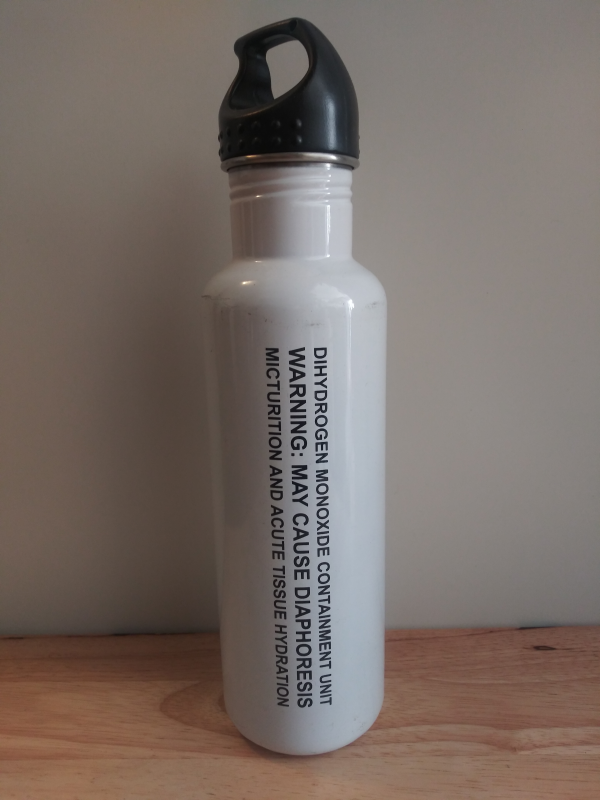 DIHYDROGEN MONOXIDE CONTAINMENT UNIT
WARNING: MAY CAUSE DIAPHORESIS
MICTURITION AND ACUTE TISSUE HYDRATION